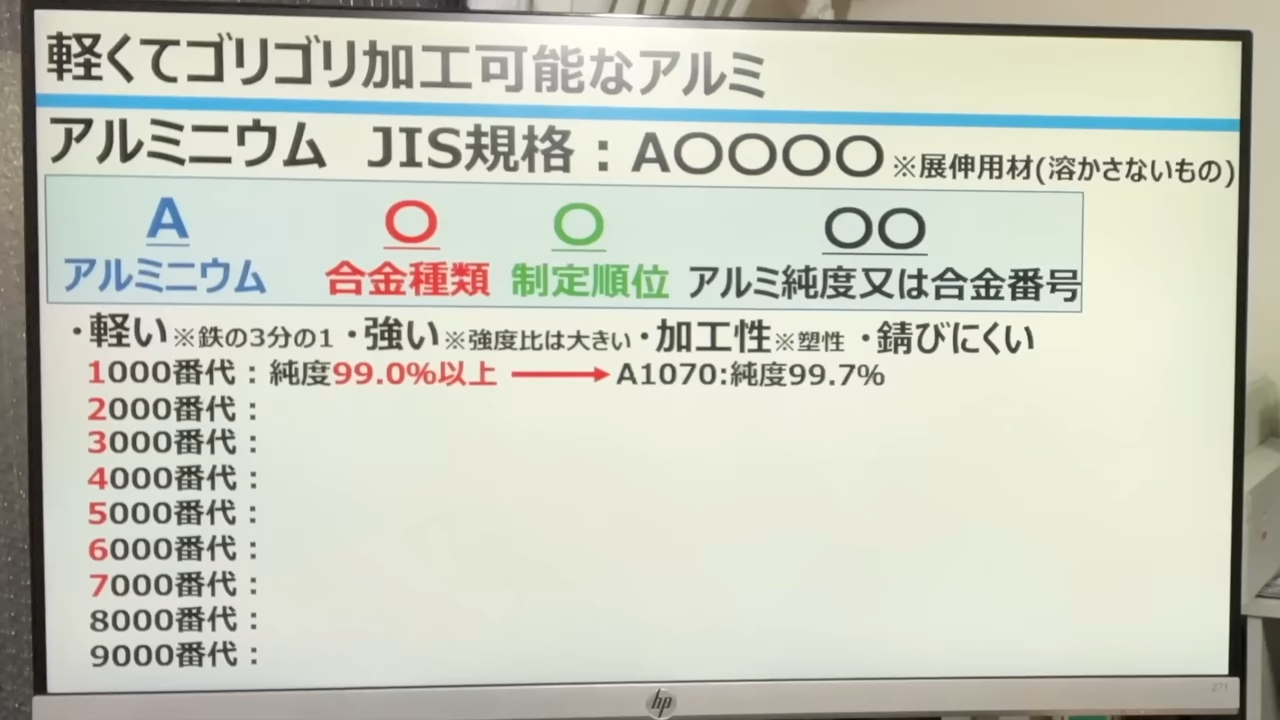 軽くてゴリゴリ加工可能なアルミ
アルミニウム JIS規格：A〇〇〇〇 ※展伸用材(溶かさないもの)
A 〇 〇 〇〇
アルミニウム 合金種類 制定順位 アルミ純度又は合金番号
・軽い※鉄の3分の1 ・強い※強度比は大きい・加工性※塑性 ・錆びにくい
1000番代：純度99.0%以上 → A1070:純度99.7%
2000番代：
3000番代：
4000番代：
5000番代：
6000番代：
7000番代：
8000番代：
9000番代：
hp
27f